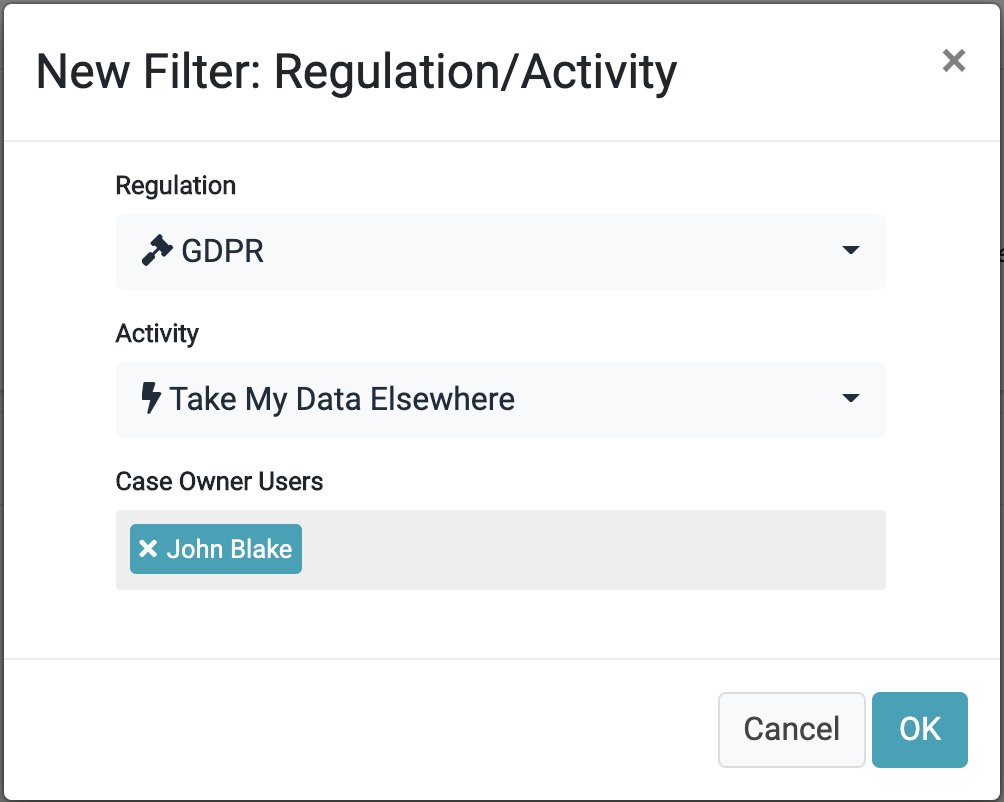 New Filter: Regulation/Activity
Regulation
GDPR
Activity
Take My Data Elsewhere
Case Owner Users
John Blake
Cancel OK